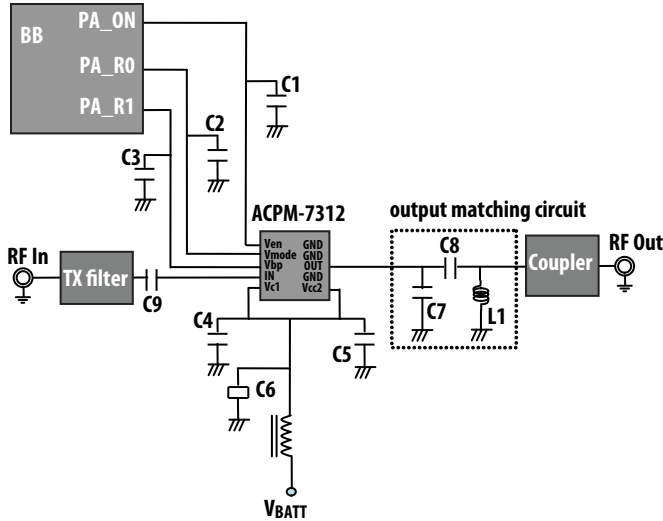 BB
PA_ON
PA_R0
PA_R1
C1
C2
C3
ACPM-7312
output matching circuit
RF In
TX filter
C9
Ven GND
Vmode GND
Vbp OUT
IN GND
Vc1 Vcc2
C8
C7
L1
Coupler
RF Out
C4
C5
C6
VBATT